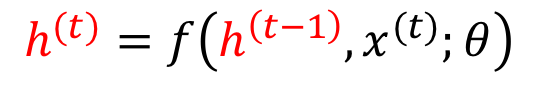 h^{(t)} = f(h^{(t−1)}, x^{(t)}; θ)